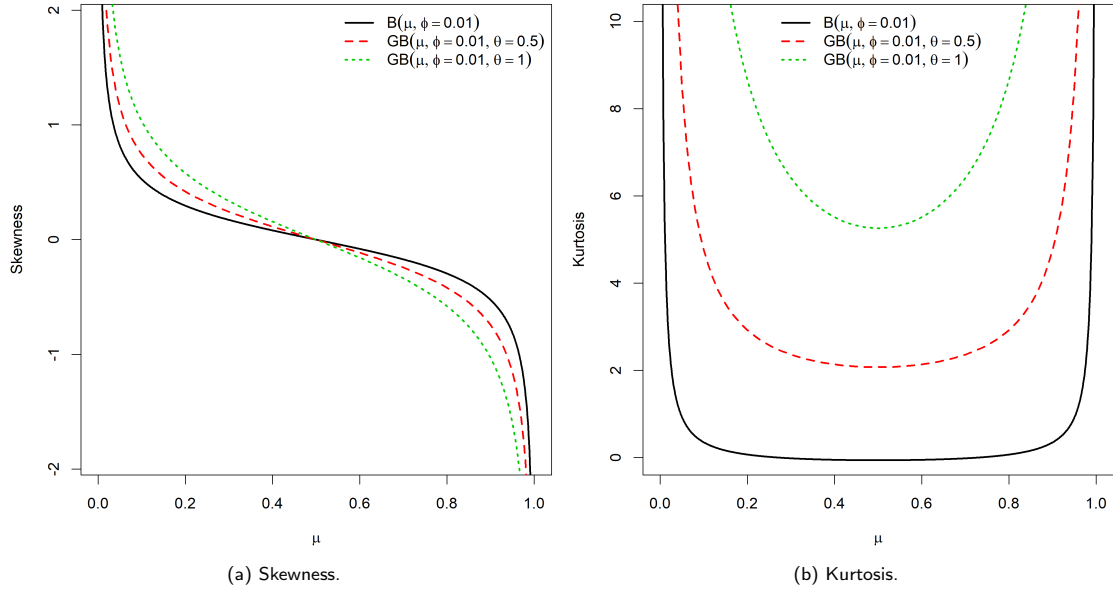 B(μ, ϕ = 0.01)
GB(μ, ϕ = 0.01, θ = 0.5)
GB(μ, ϕ = 0.01, θ = 1)
2
1
0
-1
-2
Skewness
0.0 0.2 0.4 0.6 0.8 1.0
μ
(a) Skewness.
B(μ, ϕ = 0.01)
GB(μ, ϕ = 0.01, θ = 0.5)
GB(μ, ϕ = 0.01, θ = 1)
10
8
6
4
2
0
Kurtosis
0.0 0.2 0.4 0.6 0.8 1.0
μ
(b) Kurtosis.